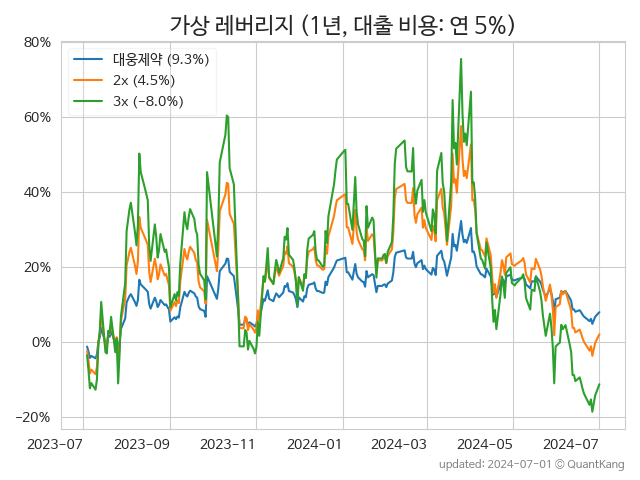 가상 레버리지 (1년, 대출 비용: 연 5%)
80%
60%
40%
20%
0%
−20%
대웅제약 (9.3%)
2x (4.5%)
3x (−8.0%)
2023-07
2023-09
2023-11
2024-01
2024-03
2024-05
2024-07
updated: 2024-07-01 © QuantKang